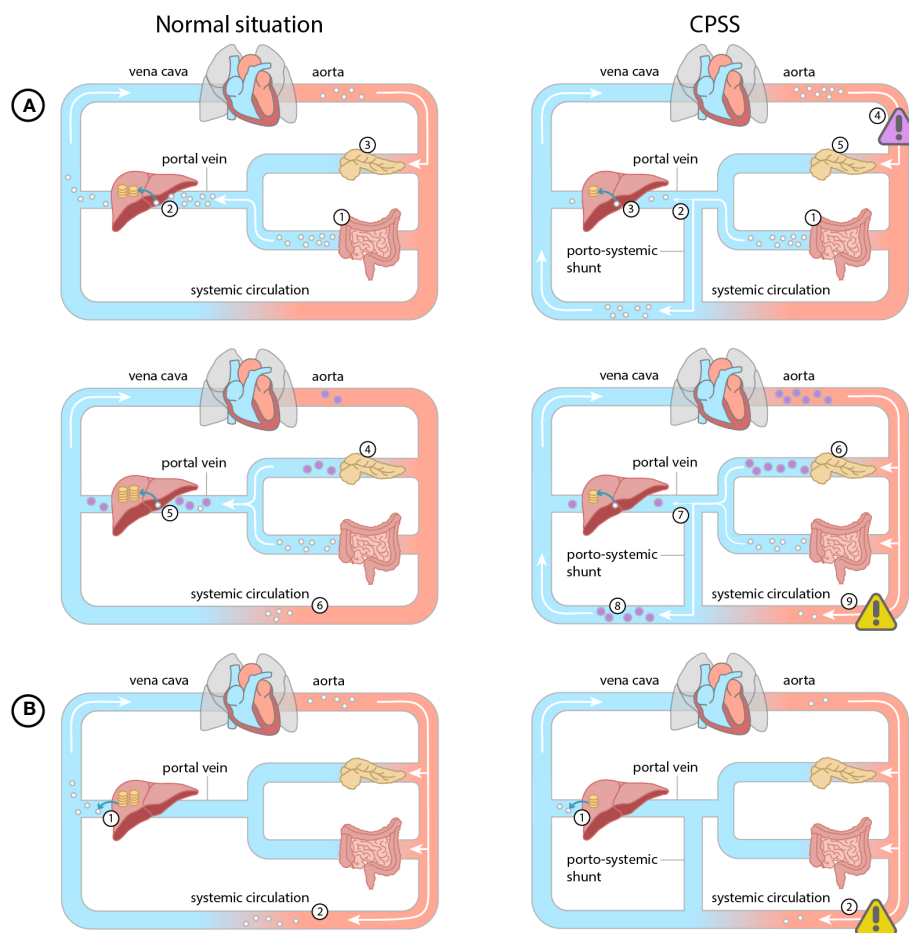 Normal situation
CPSS
A
vena cava
aorta
3
portal vein
2
1
systemic circulation
vena cava
aorta
4
5
portal vein
3
2
1
porto-systemic
shunt
systemic circulation
vena cava
aorta
4
portal vein
5
systemic circulation
6
vena cava
aorta
6
portal vein
7
porto-systemic
shunt
8
systemic circulation
9
B
vena cava
aorta
portal vein
1
systemic circulation
2
vena cava
aorta
portal vein
1
porto-systemic
shunt
systemic circulation
2